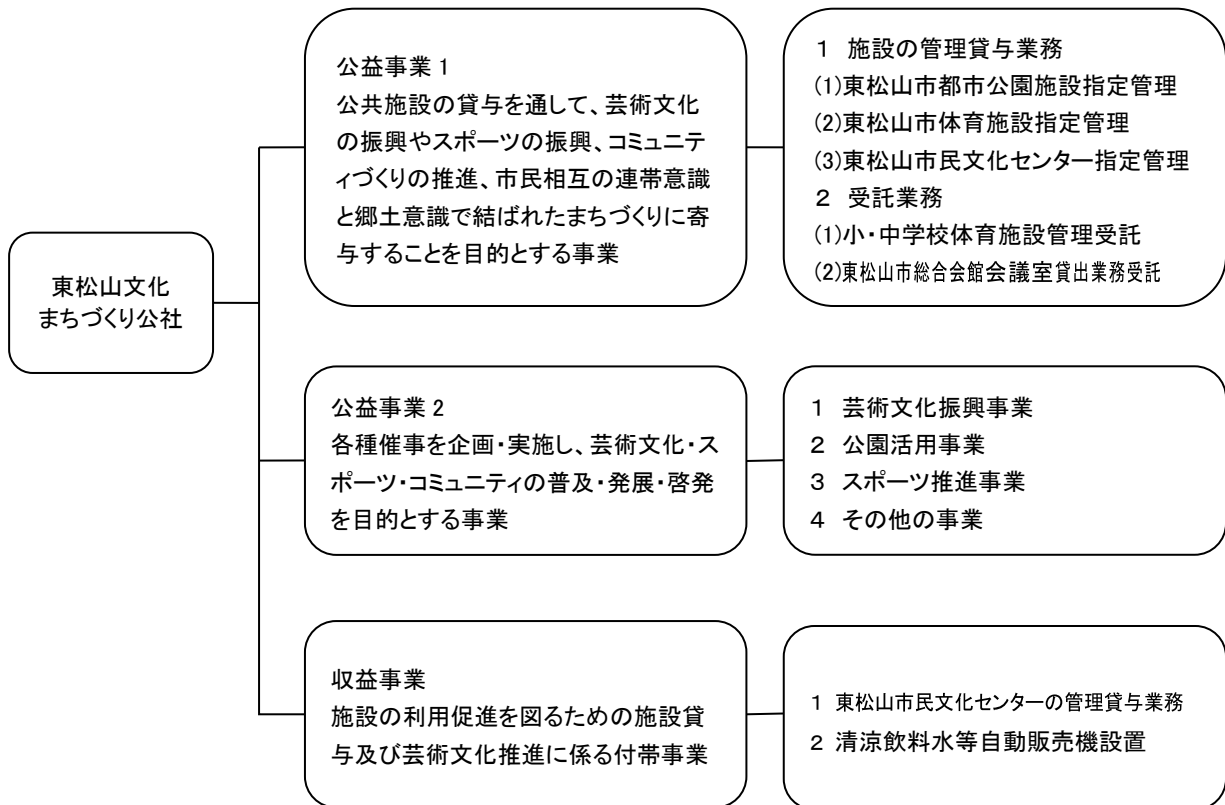 東松山文化
まちづくり公社
公益事業 1
公共施設の貸与を通して、芸術文化
の振興やスポーツの振興、コミュニテ
ィづくりの推進、市民相互の連帯意識
と郷土意識で結ばれたまちづくりに寄
与することを目的とする事業
1 施設の管理貸与業務
(1)東松山市都市公園施設指定管理
(2)東松山市体育施設指定管理
(3)東松山市民文化センター指定管理
2 受託業務
(1)小・中学校体育施設管理受託
(2)東松山市総合会館会議室貸出業務受託
公益事業 2
各種催事を企画・実施し、芸術文化・ス
ポーツ・コミュニティの普及・発展・啓発
を目的とする事業
1 芸術文化振興事業
2 公園活用事業
3 スポーツ推進事業
4 その他の事業
収益事業
施設の利用促進を図るための施設貸
与及び芸術文化推進に係る付帯事業
1 東松山市民文化センターの管理貸与業務
2 清涼飲料水等自動販売機設置